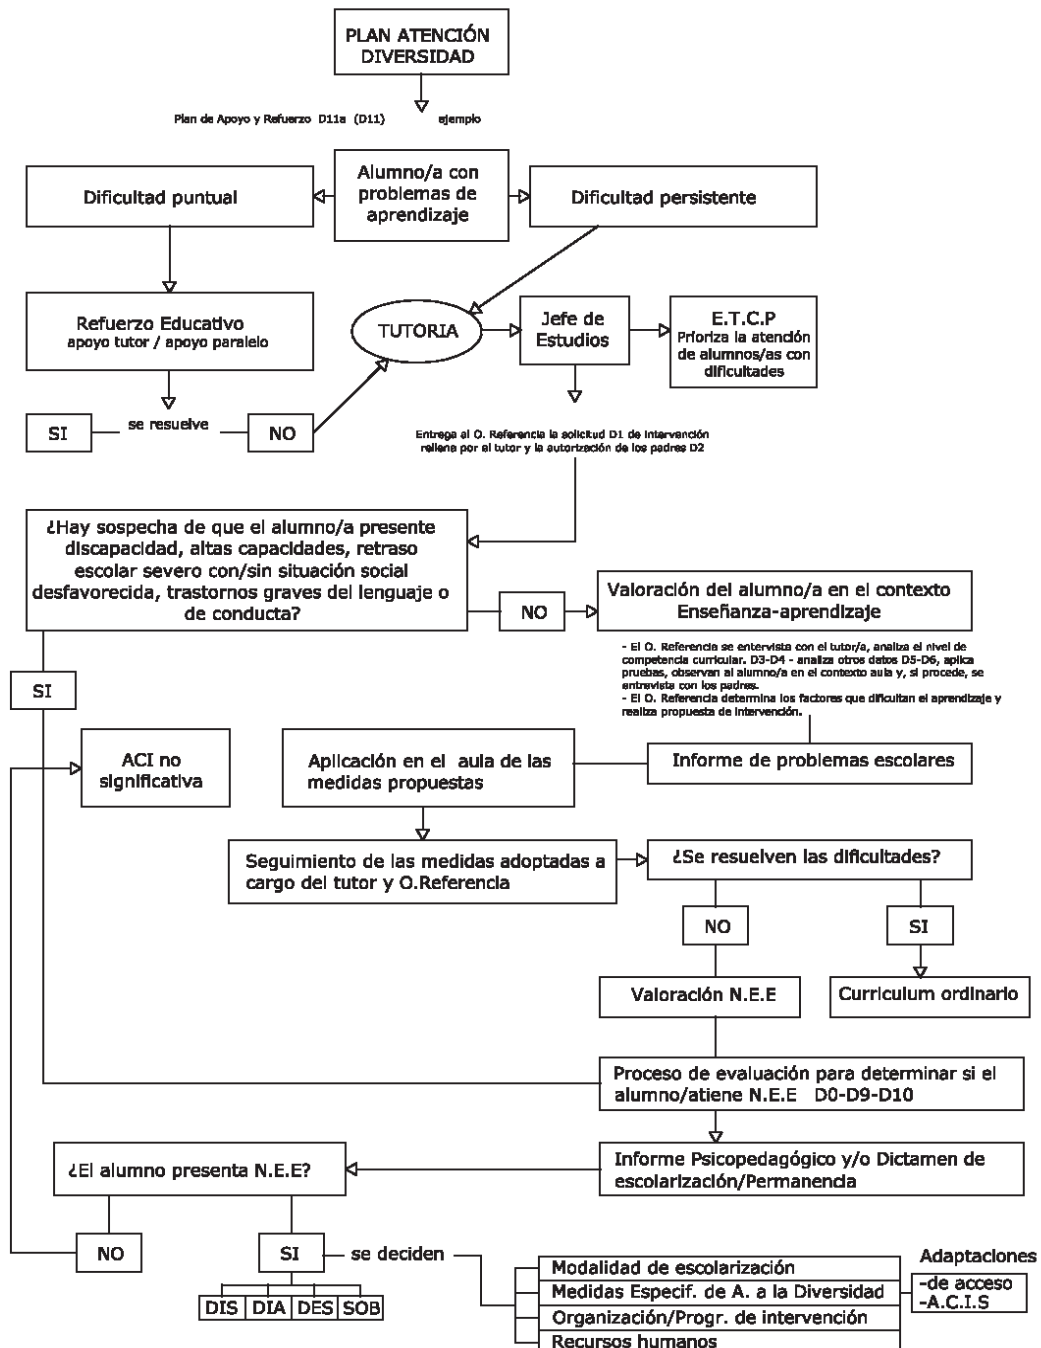 PLAN ATENCIÓN
DIVERSIDAD
Plan de Apoyo y Refuerzo D11a (D11)
ejemplo
Alumno/a con
problemas de
aprendizaje
Dificultad puntual
Dificultad persistente
Refuerzo Educativo
apoyo tutor / apoyo paralelo
TUTORIA
Jefe de
Estudios
E.T.C.P
Prioriza la atención
de alumnos/as con
dificultades
SI
se resuelve
NO
Entrega al O. Referencia la solicitud D1 de intervención
rellena por el tutor y la autorización de los padres D2
¿Hay sospecha de que el alumno/a presente
discapacidad, altas capacidades, retraso
escolar severo con/sin situación social
desfavorecida, trastornos graves del lenguaje o
de conducta?
NO
Valoración del alumno/a en el contexto
Enseñanza-aprendizaje
- El O. Referencia se entervista con el tutor/a, analiza el nivel de
competencia curricular. D3-D4 - analiza otros datos D5-D6, aplica
pruebas, observan al alumno/a en el contexto aula y, si procede, se
entrevista con los padres.
- El O. Referencia determina los factores que dificultan el aprendizaje y
realiza propuesta de intervención.
SI
ACI no
significativa
Aplicación en el aula de las
medidas propuestas
Informe de problemas escolares
Seguimiento de las medidas adoptadas a
cargo del tutor y O.Referencia
¿Se resuelven las dificultades?
NO
SI
Valoración N.E.E
Curriculum ordinario
Proceso de evaluación para determinar si el
alumno/atiene N.E.E D0-D9-D10
¿El alumno presenta N.E.E?
Informe Psicopedagógico y/o Dictamen de
escolarización/Permanencia
NO
SI
se deciden
DIS DIA DES SOB
Modalidad de escolarización
Medidas Especif. de A. a la Diversidad
Organización/Progr. de intervención
Recursos humanos
Adaptaciones
-de acceso
-A.C.I.S